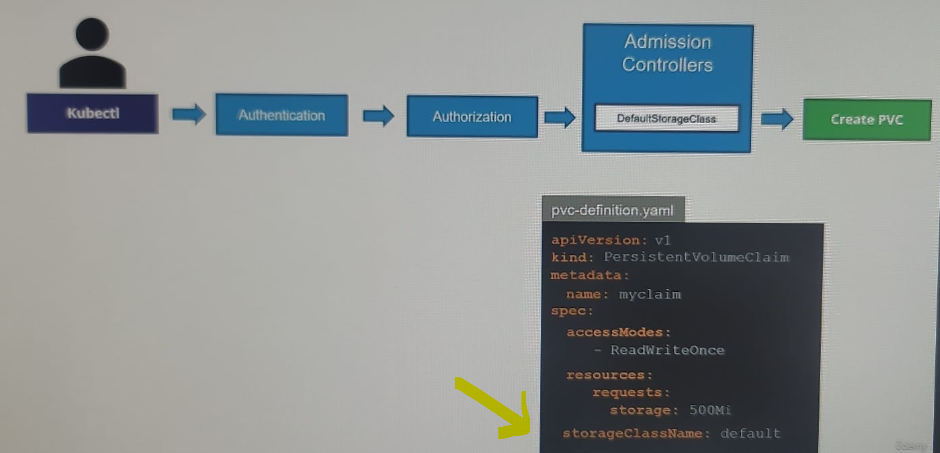 Kubectl
Authentication
Authorization
Admission
Controllers
DefaultStorageClass
Create PVC
pvc-definition.yaml
apiVersion: v1
kind: PersistentVolumeClaim
metadata:
name: myclaim
spec:
accessModes:
- ReadWriteOnce
resources:
requests:
storage: 500Mi
storageClassName: default
Udemy